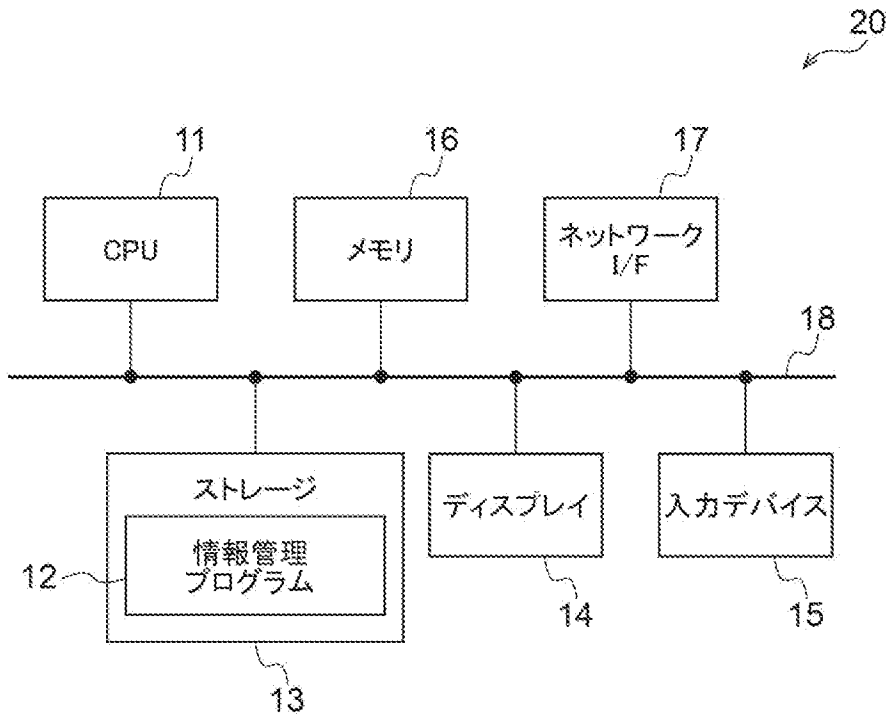 20
11
16
17
CPU
メモリ
ネットワーク
I/F
18
ストレージ
情報管理
プログラム
12
13
ディスプレイ
14
入力デバイス
15